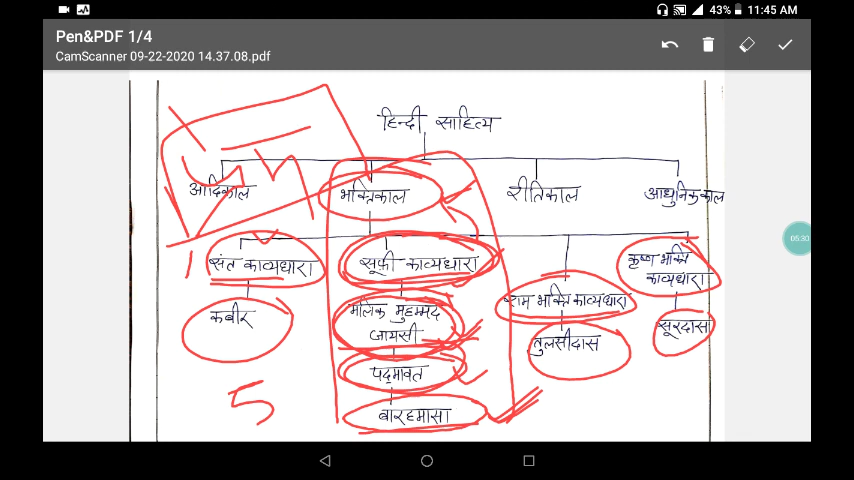 43% 11:45 AM
Pen&PDF 1/4
CamScanner 09-22-2020 14.37.08.pdf
हिन्दी साहित्य
आदिकाल भक्तिकाल रीतिकाल आधुनिक काल
संत काव्यधारा सूफी काव्यधारा राम भक्ति काव्यधारा कृष्ण भक्ति
काव्यधारा
कबीर मलिक मुहम्मद
जायसी तुलसीदास सूरदास
पद्मावत
बारहमासा
5
05:30